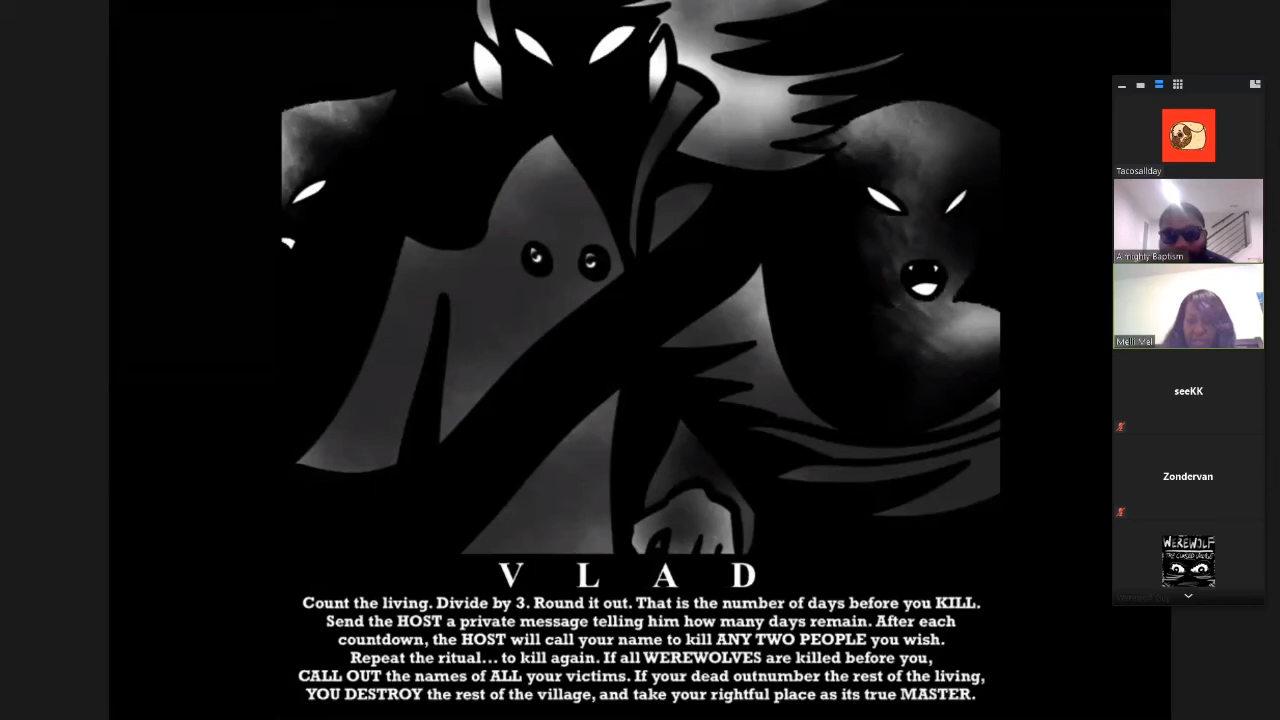 Tacosallday
Almighty Baptism
Melli Mel
seeKK
Zondervan
WEREWOLF
V L A D
Count the living. Divide by 3. Round it out. That is the number of days before you KILL.
Send the HOST a private message telling him how many days remain. After each
countdown, the HOST will call your name to kill ANY TWO PEOPLE you wish.
Repeat the ritual... to kill again. If all WEREWOLVES are killed before you,
CALL OUT the names of ALL your victims. If your dead outnumber the rest of the living,
YOU DESTROY the rest of the village, and take your rightful place as its true MASTER.